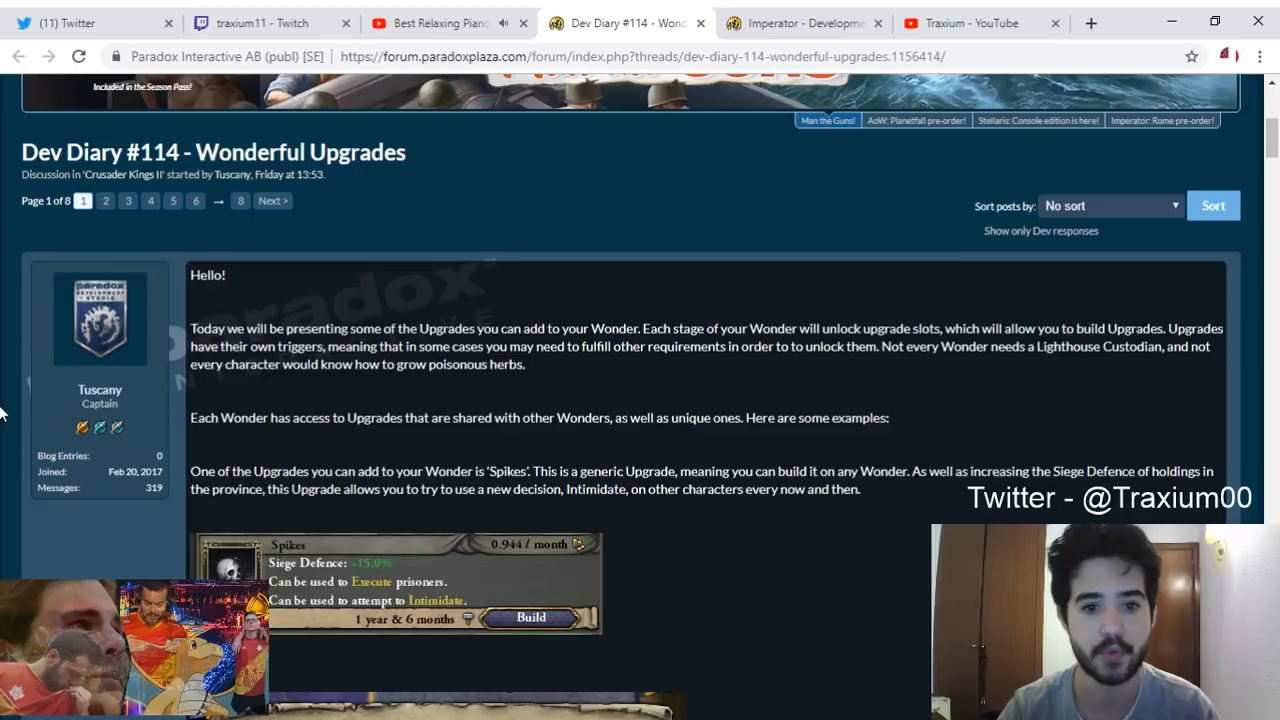 (11) Twitter
traxium11 - Twitch
Best Relaxing Piano
Dev Diary #114 - Wond
Imperator - Developme
Traxium - YouTube
Paradox Interactive AB (publ) [SE]
https://forum.paradoxplaza.com/forum/index.php?threads/dev-diary-114-wonderful-upgrades.1156414/
Included in the Season Pass!
Man the Guns!
AoW: Planetfall pre-order!
Stellaris: Console edition is here!
Imperator: Rome pre-order!
Dev Diary #114 - Wonderful Upgrades
Discussion in 'Crusader Kings II' started by Tuscany, Friday at 13:53.
Page 1 of 8 1 2 3 4 5 6 → 8 Next >
Sort posts by: No sort Sort
Show only Dev responses
Hello!
Today we will be presenting some of the Upgrades you can add to your Wonder. Each stage of your Wonder will unlock upgrade slots, which will allow you to build Upgrades. Upgrades
have their own triggers, meaning that in some cases you may need to fulfill other requirements in order to to unlock them. Not every Wonder needs a Lighthouse Custodian, and not
every character would know how to grow poisonous herbs.
Each Wonder has access to Upgrades that are shared with other Wonders, as well as unique ones. Here are some examples:
One of the Upgrades you can add to your Wonder is 'Spikes'. This is a generic Upgrade, meaning you can build it on any Wonder. As well as increasing the Siege Defence of holdings in
the province, this Upgrade allows you to try to use a new decision, Intimidate, on other characters every now and then.
paradox
DEVELOPMENT
STUDIO
Tuscany
Captain
Blog Entries: 0
Joined: Feb 20, 2017
Messages: 319
Twitter - @Traxium00
Spikes 0.944 / month
Siege Defence: +15.0%
Can be used to Execute prisoners.
Can be used to attempt to Intimidate.
1 year & 6 months Build